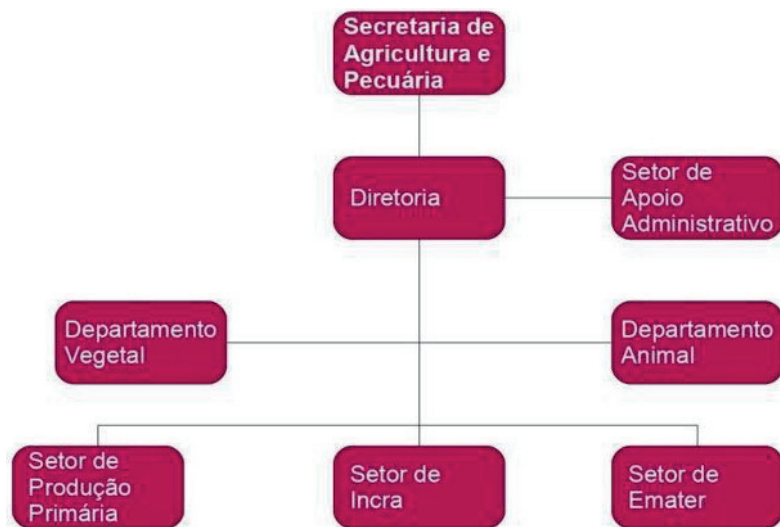 Secretaria de
Agricultura e
Pecuária
Diretoria
Setor de
Apoio
Administrativo
Departamento
Vegetal
Departamento
Animal
Setor de
Produção
Primária
Setor de
Incra
Setor de
Emater